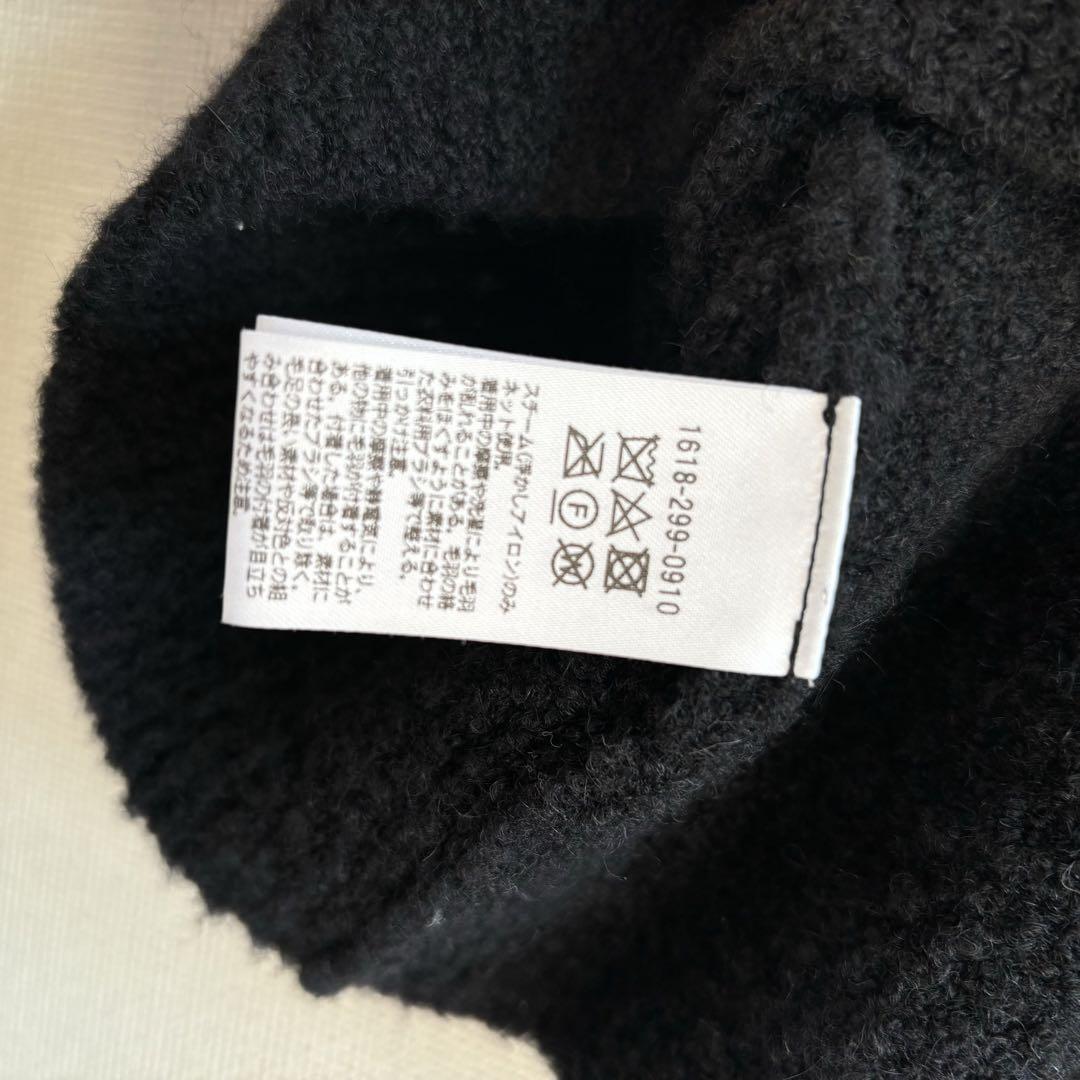 1618-299-0910
F
スチーム(浮かしアイロン)のみ
ネット使用。
着用中の摩擦や洗濯により毛羽
が乱れることがある。毛羽の絡
みをほぐすように素材に合わせ
た衣料用ブラシ等で整える。
引っかけ注意。
着用中の摩擦や静電気により、
他の物に毛羽が付着することが
ある。付着した場合は、素材に
合わせたブラシ等で取り除く。
毛足の長い素材や反対色との組
み合わせは毛羽の付着が目立ち
やすくなるため注意。